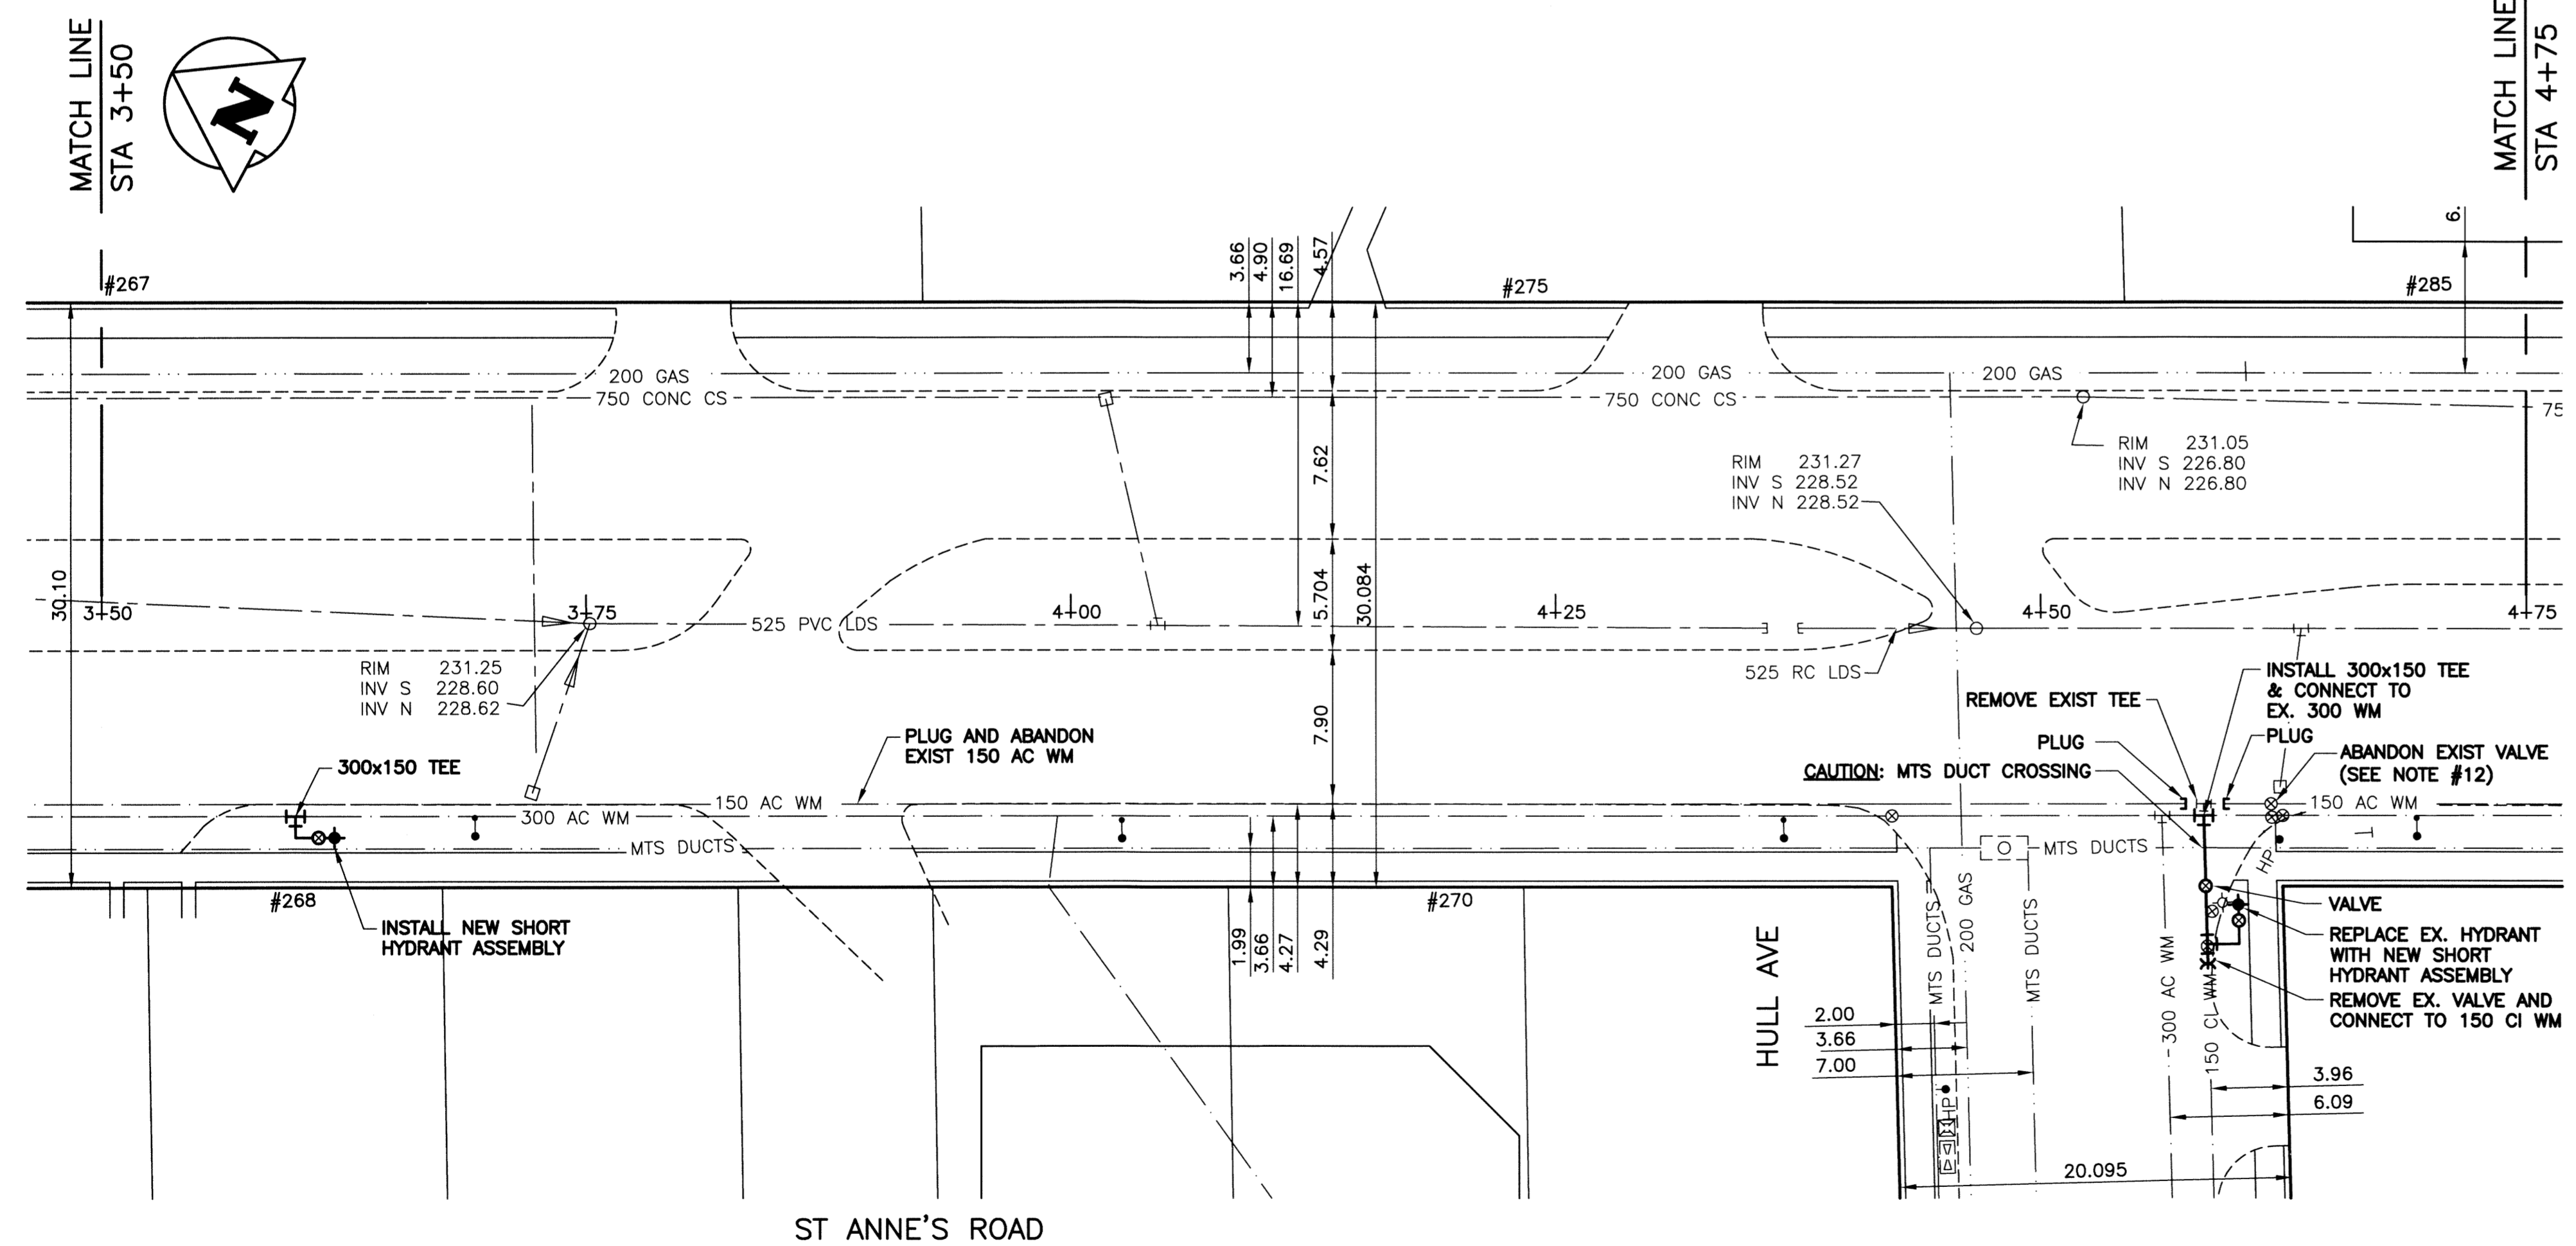 MATCH LINE
STA 3+50
N
MATCH LINE
STA 4+75
#267
3.66
4.90
16.69
4.57
#275
#285
6.
200 GAS
200 GAS
200 GAS
750 CONC CS
750 CONC CS
75
RIM 231.05
INV S 226.80
INV N 226.80
RIM 231.27
INV S 228.52
INV N 228.52
7.62
30.10
5.704
30.084
3+50
3+75
4+00
4+25
4+50
4+75
525 PVC LDS
525 RC LDS
RIM 231.25
INV S 228.60
INV N 228.62
7.90
INSTALL 300x150 TEE
& CONNECT TO
EX. 300 WM
REMOVE EXIST TEE
PLUG
PLUG
PLUG AND ABANDON
EXIST 150 AC WM
ABANDON EXIST VALVE
(SEE NOTE #12)
CAUTION: MTS DUCT CROSSING
300x150 TEE
150 AC WM
150 AC WM
300 AC WM
MTS DUCTS
MTS DUCTS
HP
#268
#270
INSTALL NEW SHORT
HYDRANT ASSEMBLY
1.99
3.66
4.27
4.29
HULL AVE
MTS DUCTS
200 GAS
MTS DUCTS
300 AC WM
150 CL WM
VALVE
REPLACE EX. HYDRANT
WITH NEW SHORT
HYDRANT ASSEMBLY
REMOVE EX. VALVE AND
CONNECT TO 150 CI WM
2.00
3.66
7.00
HP
3.96
6.09
20.095
ST ANNE'S ROAD